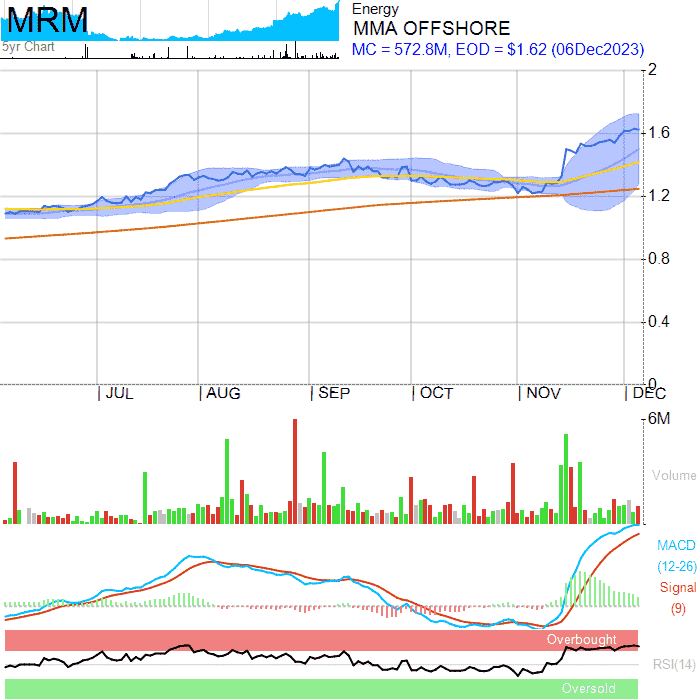 MRM
5yr Chart
Energy
MMA OFFSHORE
MC = 572.8M, EOD = $1.62 (06Dec2023)
2
1.6
1.2
0.8
0.4
0
JUL AUG SEP OCT NOV DEC
6M
Volume
MACD
(12-26)
Signal
(9)
Overbought
RSI(14)
Oversold